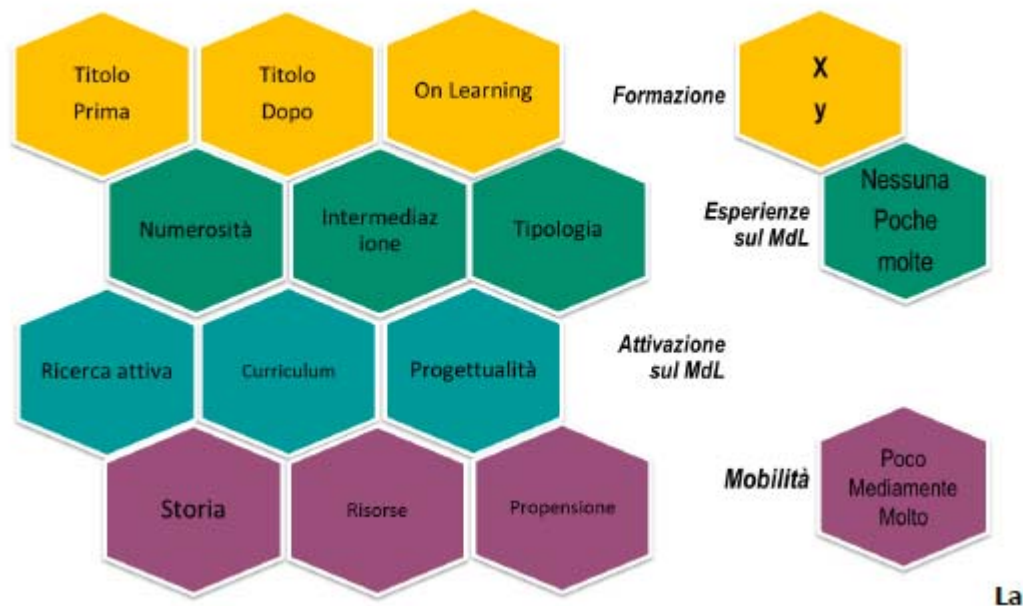 Titolo
Prima
Titolo
Dopo
On Learning
Formazione
X
y
Numerosità
Intermediaz
ione
Tipologia
Esperienze
sul MdL
Nessuna
Poche
molte
Ricerca attiva
Curriculum
Progettualità
Attivazione
sul MdL
Storia
Risorse
Propensione
Mobilità
Poco
Mediamente
Molto
La